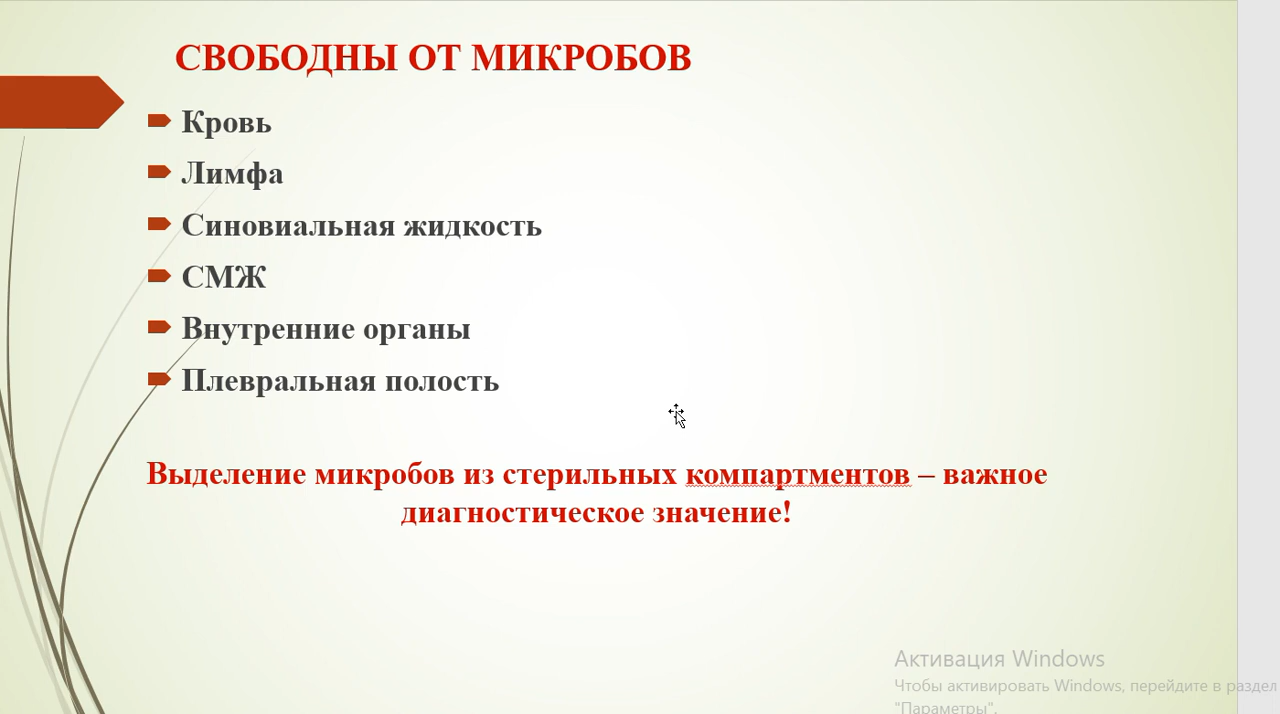 СВОБОДНЫ ОТ МИКРОБОВ
Кровь
Лимфа
Синовиальная жидкость
СМЖ
Внутренние органы
Плевральная полость
Выделение микробов из стерильных компартментов – важное
диагностическое значение!
Активация Windows
Чтобы активировать Windows, перейдите в раздел
"Параметры".